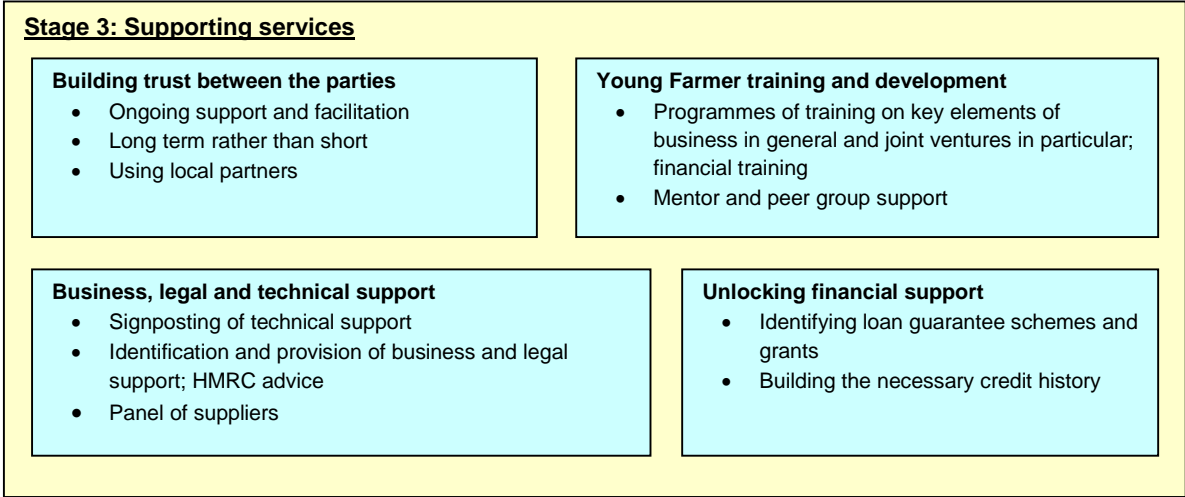 Stage 3: Supporting services
Building trust between the parties
• Ongoing support and facilitation
• Long term rather than short
• Using local partners
Young Farmer training and development
• Programmes of training on key elements of
business in general and joint ventures in particular;
financial training
• Mentor and peer group support
Business, legal and technical support
• Signposting of technical support
• Identification and provision of business and legal
support; HMRC advice
• Panel of suppliers
Unlocking financial support
• Identifying loan guarantee schemes and
grants
• Building the necessary credit history